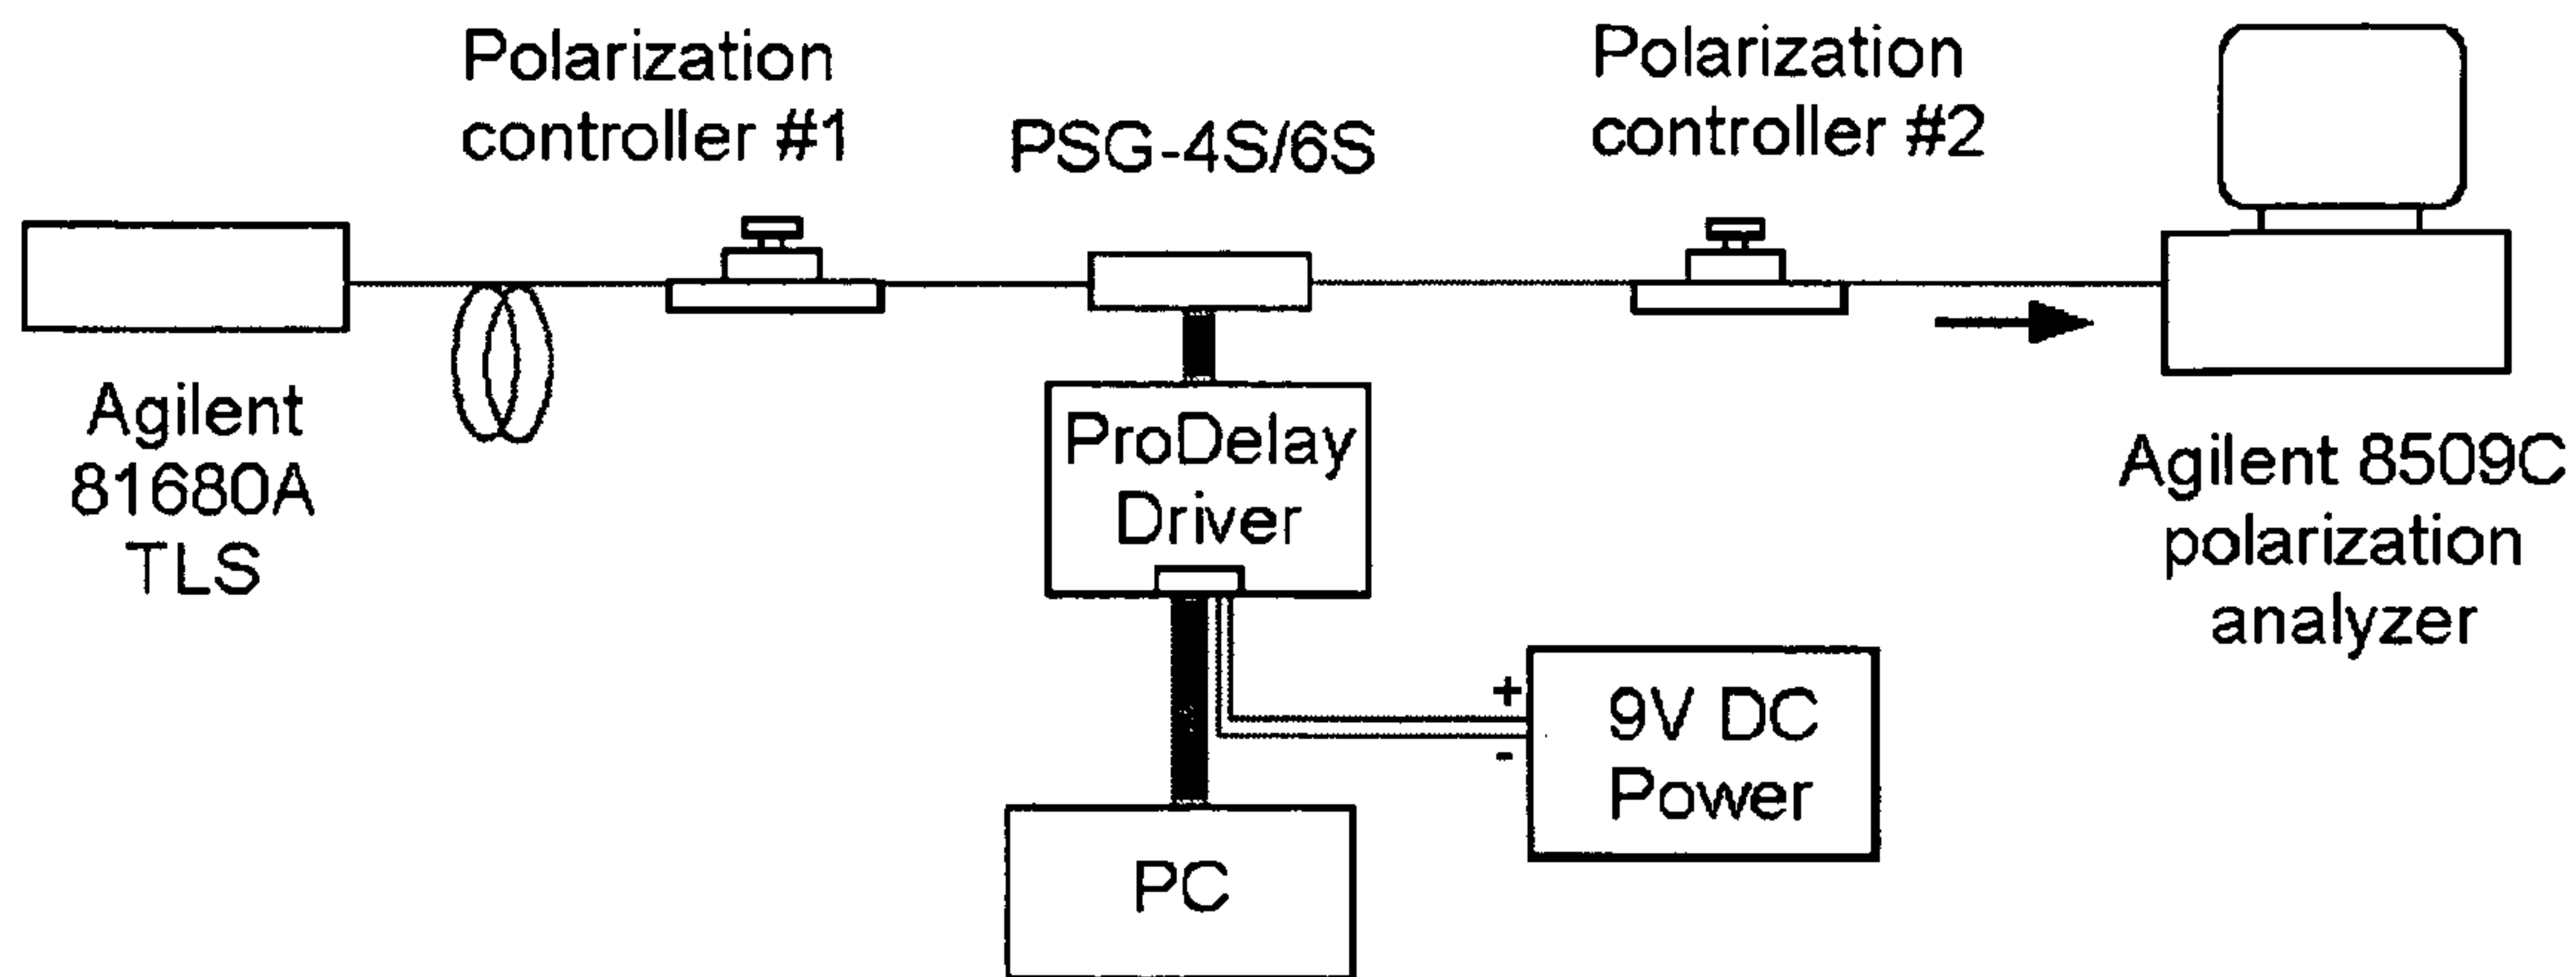 Polarization
controller #1
PSG-4S/6S
Polarization
controller #2
Agilent
81680A
TLS
ProDelay
Driver
Agilent 8509C
polarization
analyzer
+
-
9V DC
Power
PC